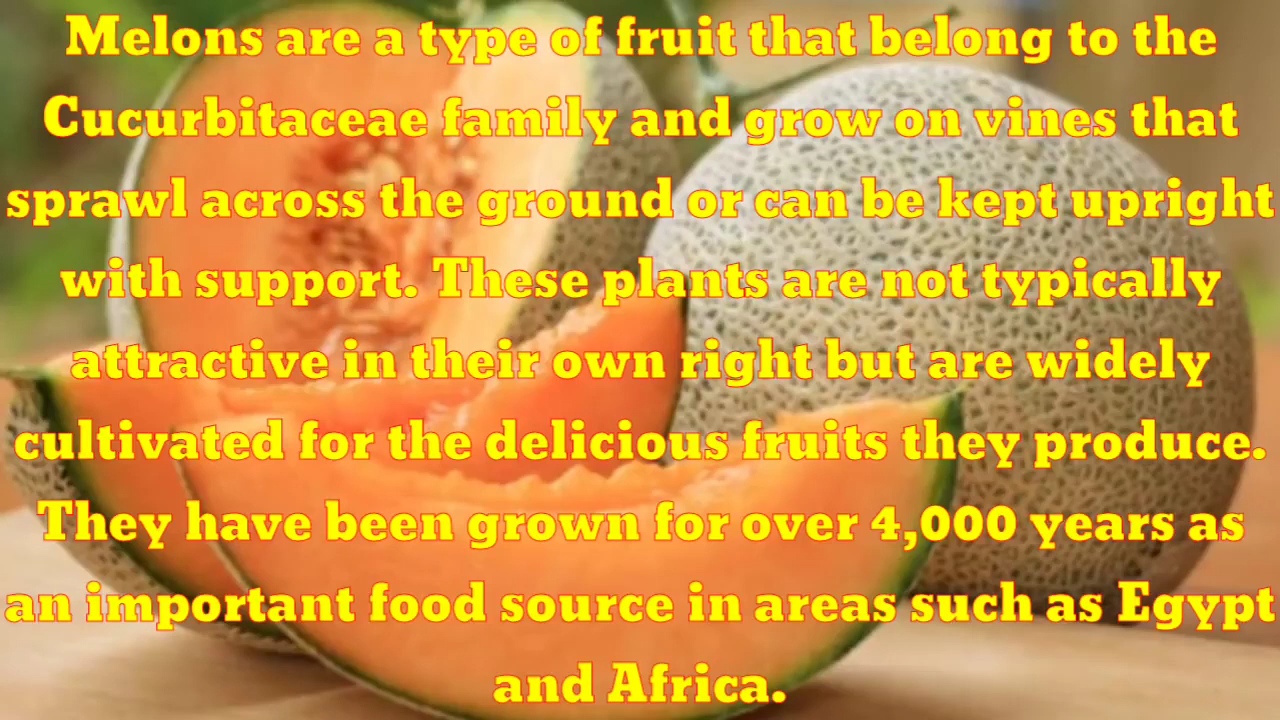 Melons are a type of fruit that belong to the
Cucurbitaceae family and grow on vines that
sprawl across the ground or can be kept upright
with support. These plants are not typically
attractive in their own right but are widely
cultivated for the delicious fruits they produce.
They have been grown for over 4,000 years as
an important food source in areas such as Egypt
and Africa.